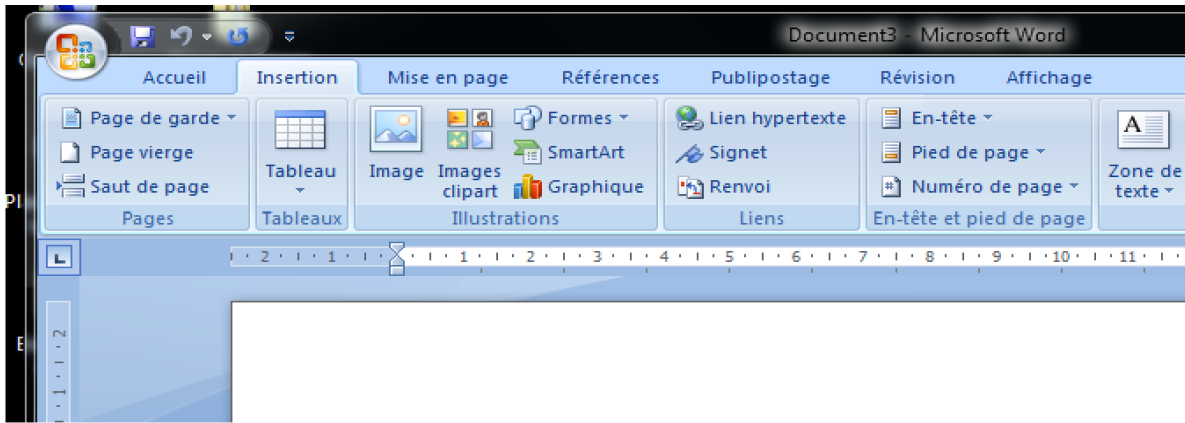 Document3 - Microsoft Word
Accueil Insertion Mise en page Références Publipostage Révision Affichage
Page de garde
Page vierge
Saut de page
Pages
Tableau
Tableaux
Image
Images clipart
Formes
SmartArt
Graphique
Illustrations
Lien hypertexte
Signet
Renvoi
Liens
En-tête
Pied de page
Numéro de page
En-tête et pied de page
A
Zone de
texte
L
2 1 1 2 3 4 5 6 7 8 9 10 11
2
1